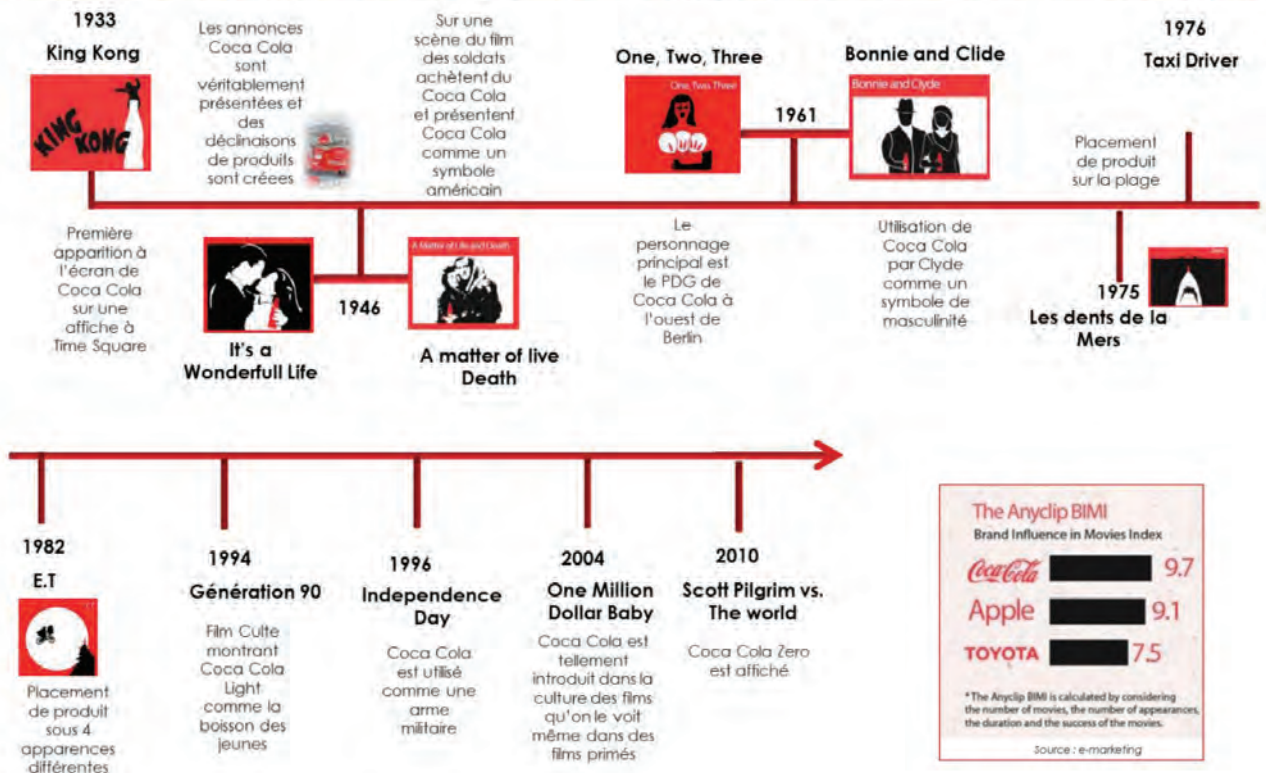 1933
King Kong
KING KONG
Première
apparition à
l'écran de
Coca Cola
sur une
affiche à
Time Square
Les annonces
Coca Cola
sont
véritablement
présentées et
des
déclinaisons
de produits
sont créees
It's a
Wonderfull Life
1946
Sur une
scène du film
des soldats
achètent du
Coca Cola
et présentent
Coca Cola
comme un
symbole
américain
A Matter of Life and Death
A matter of live
Death
One, Two, Three
One, Two, Three
Le
personnage
principal est
le PDG de
Coca Cola à
l'ouest de
Berlin
1961
Bonnie and Clide
Bonnie and Clyde
Utilisation de
Coca Cola
par Clyde
comme un
symbole de
masculinité
Placement
de produit
sur la plage
1975
Les dents de la
Mers
1976
Taxi Driver
1982
E.T
Placement
de produit
sous 4
apparences
différentes
1994
Génération 90
Film Culte
montrant
Coca Cola
Light
comme la
boisson des
jeunes
1996
Independence
Day
Coca Cola
est utilisé
comme une
arme
militaire
2004
One Million
Dollar Baby
Coca Cola est
tellement
introduit dans la
culture des films
qu'on le voit
même dans des
films primés
2010
Scott Pilgrim vs.
The world
Coca Cola Zero
est affiché
The Anyclip BIMI
Brand Influence in Movies Index
Coca Cola 9.7
Apple 9.1
TOYOTA 7.5
*The Anyclip BIMI is calculated by considering
the number of movies, the number of appearances,
the duration and the success of the movies.
Source : e-marketing